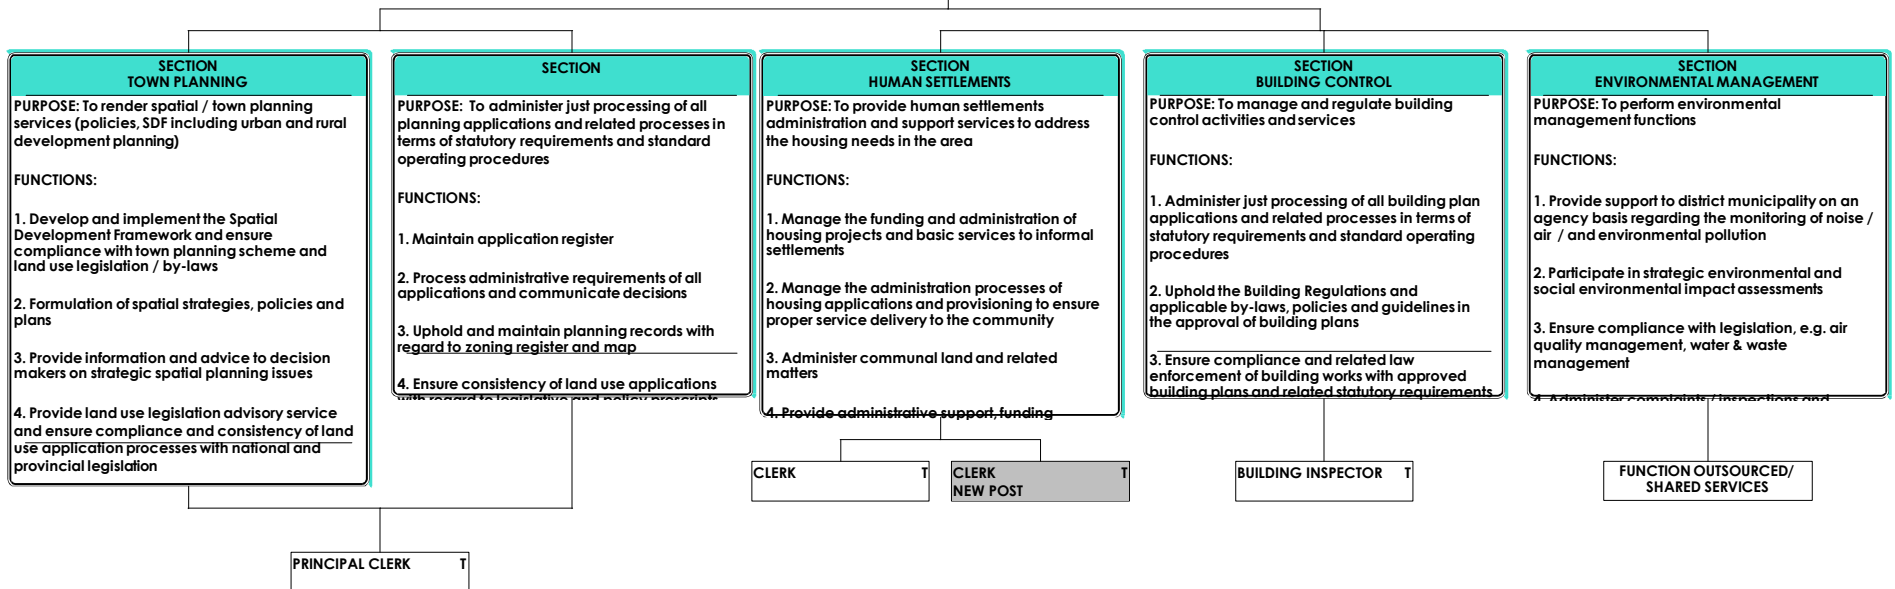 SECTION
TOWN PLANNING
PURPOSE: To render spatial / town planning
services (policies, SDF including urban and rural
development planning)
FUNCTIONS:
1. Develop and implement the Spatial
Development Framework and ensure
compliance with town planning scheme and
land use legislation / by-laws
2. Formulation of spatial strategies, policies and
plans
3. Provide information and advice to decision
makers on strategic spatial planning issues
4. Provide land use legislation advisory service
and ensure compliance and consistency of land
use application processes with national and
provincial legislation
SECTION
PURPOSE: To administer just processing of all
planning applications and related processes in
terms of statutory requirements and standard
operating procedures
FUNCTIONS:
1. Maintain application register
2. Process administrative requirements of all
applications and communicate decisions
3. Uphold and maintain planning records with
regard to zoning register and map
4. Ensure consistency of land use applications
with regard to legislative and policy prescripts
SECTION
HUMAN SETTLEMENTS
PURPOSE: To provide human settlements
administration and support services to address
the housing needs in the area
FUNCTIONS:
1. Manage the funding and administration of
housing projects and basic services to informal
settlements
2. Manage the administration processes of
housing applications and provisioning to ensure
proper service delivery to the community
3. Administer communal land and related
matters
4. Provide administrative support, funding
SECTION
BUILDING CONTROL
PURPOSE: To manage and regulate building
control activities and services
FUNCTIONS:
1. Administer just processing of all building plan
applications and related processes in terms of
statutory requirements and standard operating
procedures
2. Uphold the Building Regulations and
applicable by-laws, policies and guidelines in
the approval of building plans
3. Ensure compliance and related law
enforcement of building works with approved
building plans and related statutory requirements
SECTION
ENVIRONMENTAL MANAGEMENT
PURPOSE: To perform environmental
management functions
FUNCTIONS:
1. Provide support to district municipality on an
agency basis regarding the monitoring of noise /
air / and environmental pollution
2. Participate in strategic environmental and
social environmental impact assessments
3. Ensure compliance with legislation, e.g. air
quality management, water & waste
management
4. Administer complaints / inspections and
CLERK T
CLERK T
NEW POST
BUILDING INSPECTOR T
FUNCTION OUTSOURCED/
SHARED SERVICES
PRINCIPAL CLERK T